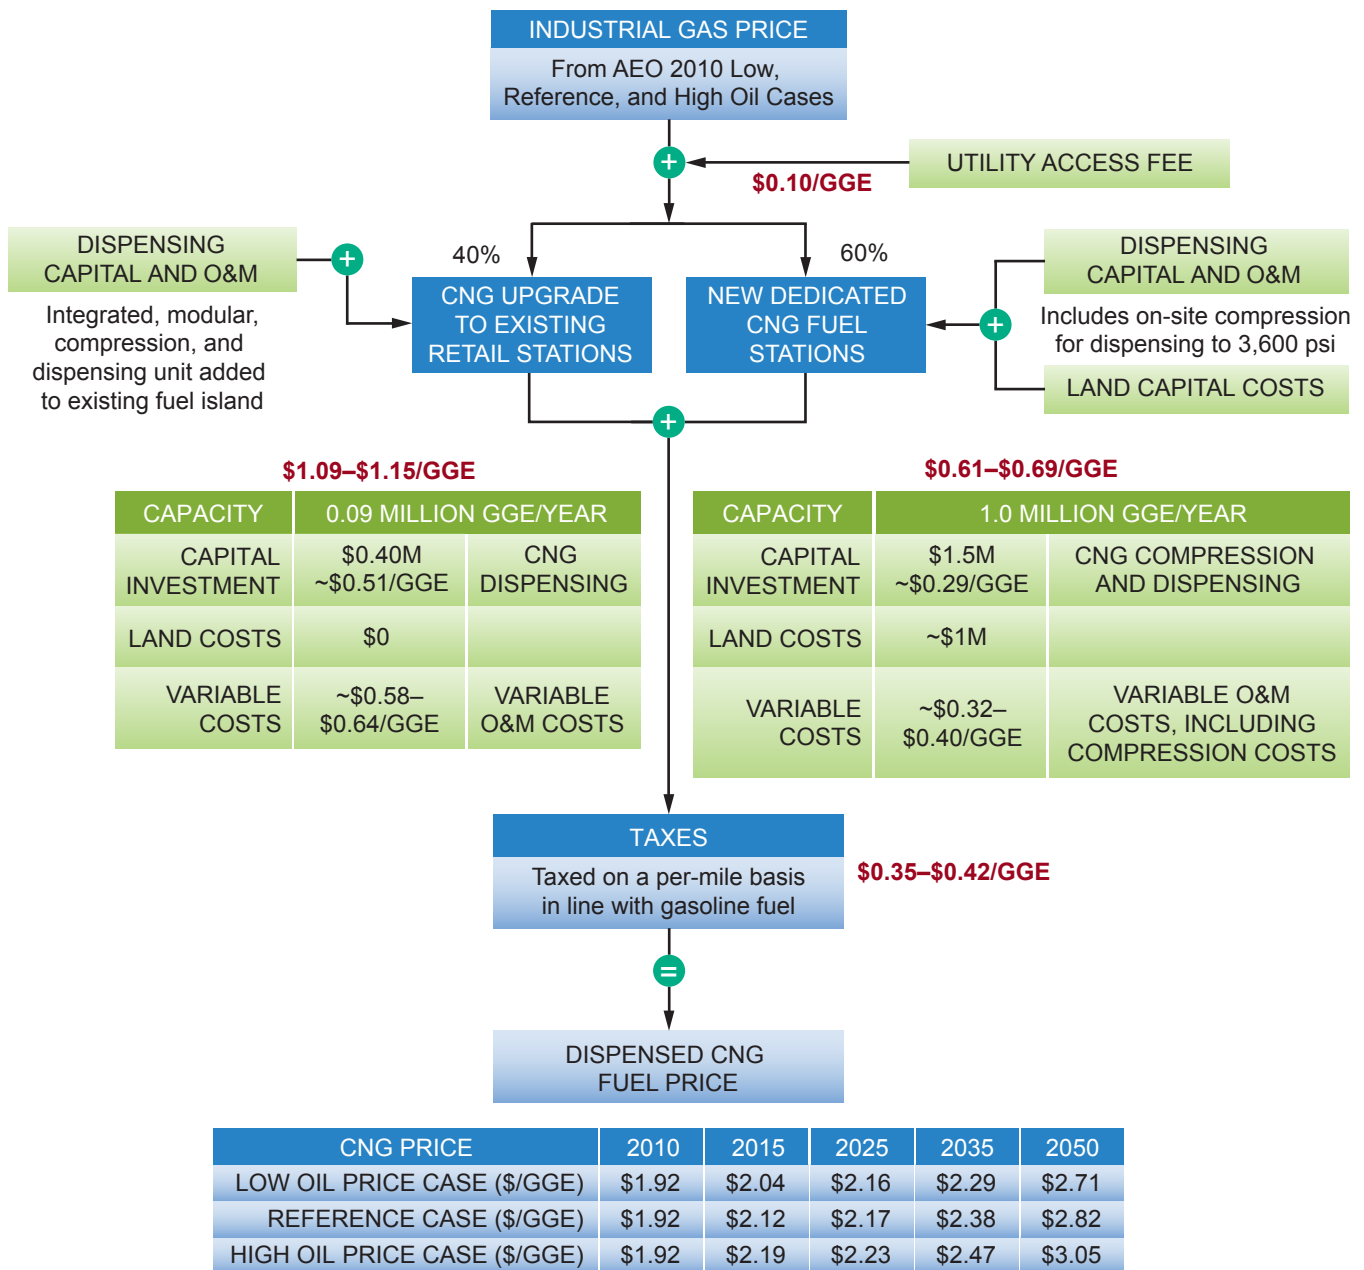 INDUSTRIAL GAS PRICE
From AEO 2010 Low,
Reference, and High Oil Cases
+
$0.10/GGE
UTILITY ACCESS FEE
DISPENSING
CAPITAL AND O&M
+
Integrated, modular,
compression, and
dispensing unit added
to existing fuel island
40%
60%
CNG UPGRADE
TO EXISTING
RETAIL STATIONS
NEW DEDICATED
CNG FUEL
STATIONS
+
DISPENSING
CAPITAL AND O&M
Includes on-site compression
for dispensing to 3,600 psi
LAND CAPITAL COSTS
+
$1.09–$1.15/GGE
CAPACITY 0.09 MILLION GGE/YEAR
CAPITAL
INVESTMENT
$0.40M
~$0.51/GGE
CNG
DISPENSING
LAND COSTS $0
VARIABLE
COSTS
~$0.58–
$0.64/GGE
VARIABLE
O&M COSTS
$0.61–$0.69/GGE
CAPACITY 1.0 MILLION GGE/YEAR
CAPITAL
INVESTMENT
$1.5M
~$0.29/GGE
CNG COMPRESSION
AND DISPENSING
LAND COSTS ~$1M
VARIABLE
COSTS
~$0.32–
$0.40/GGE
VARIABLE O&M
COSTS, INCLUDING
COMPRESSION COSTS
TAXES
Taxed on a per-mile basis
in line with gasoline fuel
$0.35–$0.42/GGE
=
DISPENSED CNG
FUEL PRICE
CNG PRICE 2010 2015 2025 2035 2050
LOW OIL PRICE CASE ($/GGE) $1.92 $2.04 $2.16 $2.29 $2.71
REFERENCE CASE ($/GGE) $1.92 $2.12 $2.17 $2.38 $2.82
HIGH OIL PRICE CASE ($/GGE) $1.92 $2.19 $2.23 $2.47 $3.05